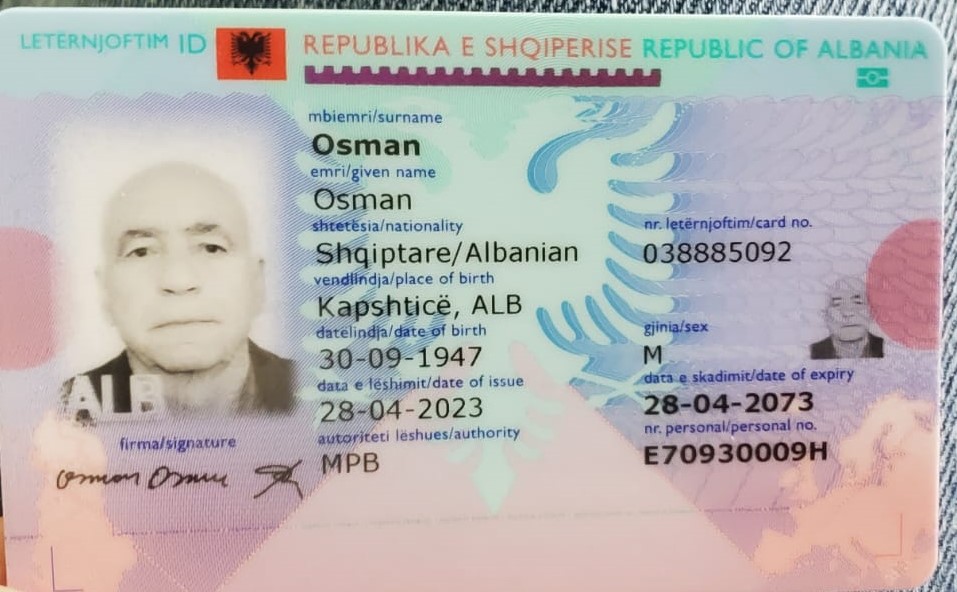 LETËRNJOFTIM ID REPUBLIKA E SHQIPERISE REPUBLIC OF ALBANIA
mbiemri/surname
Osman
emri/given name
Osman
shtetësia/nationality
Shqiptare/Albanian
nr. letërnjoftim/card no.
038885092
vendlindja/place of birth
Kapshticë, ALB
datelindja/date of birth
30-09-1947
gjinia/sex
M
data e lëshimit/date of issue
28-04-2023
data e skadimit/date of expiry
28-04-2073
autoriteti lëshues/authority
MPB
nr. personal/personal no.
E70930009H
ALB
firma/signature
Osman Osman